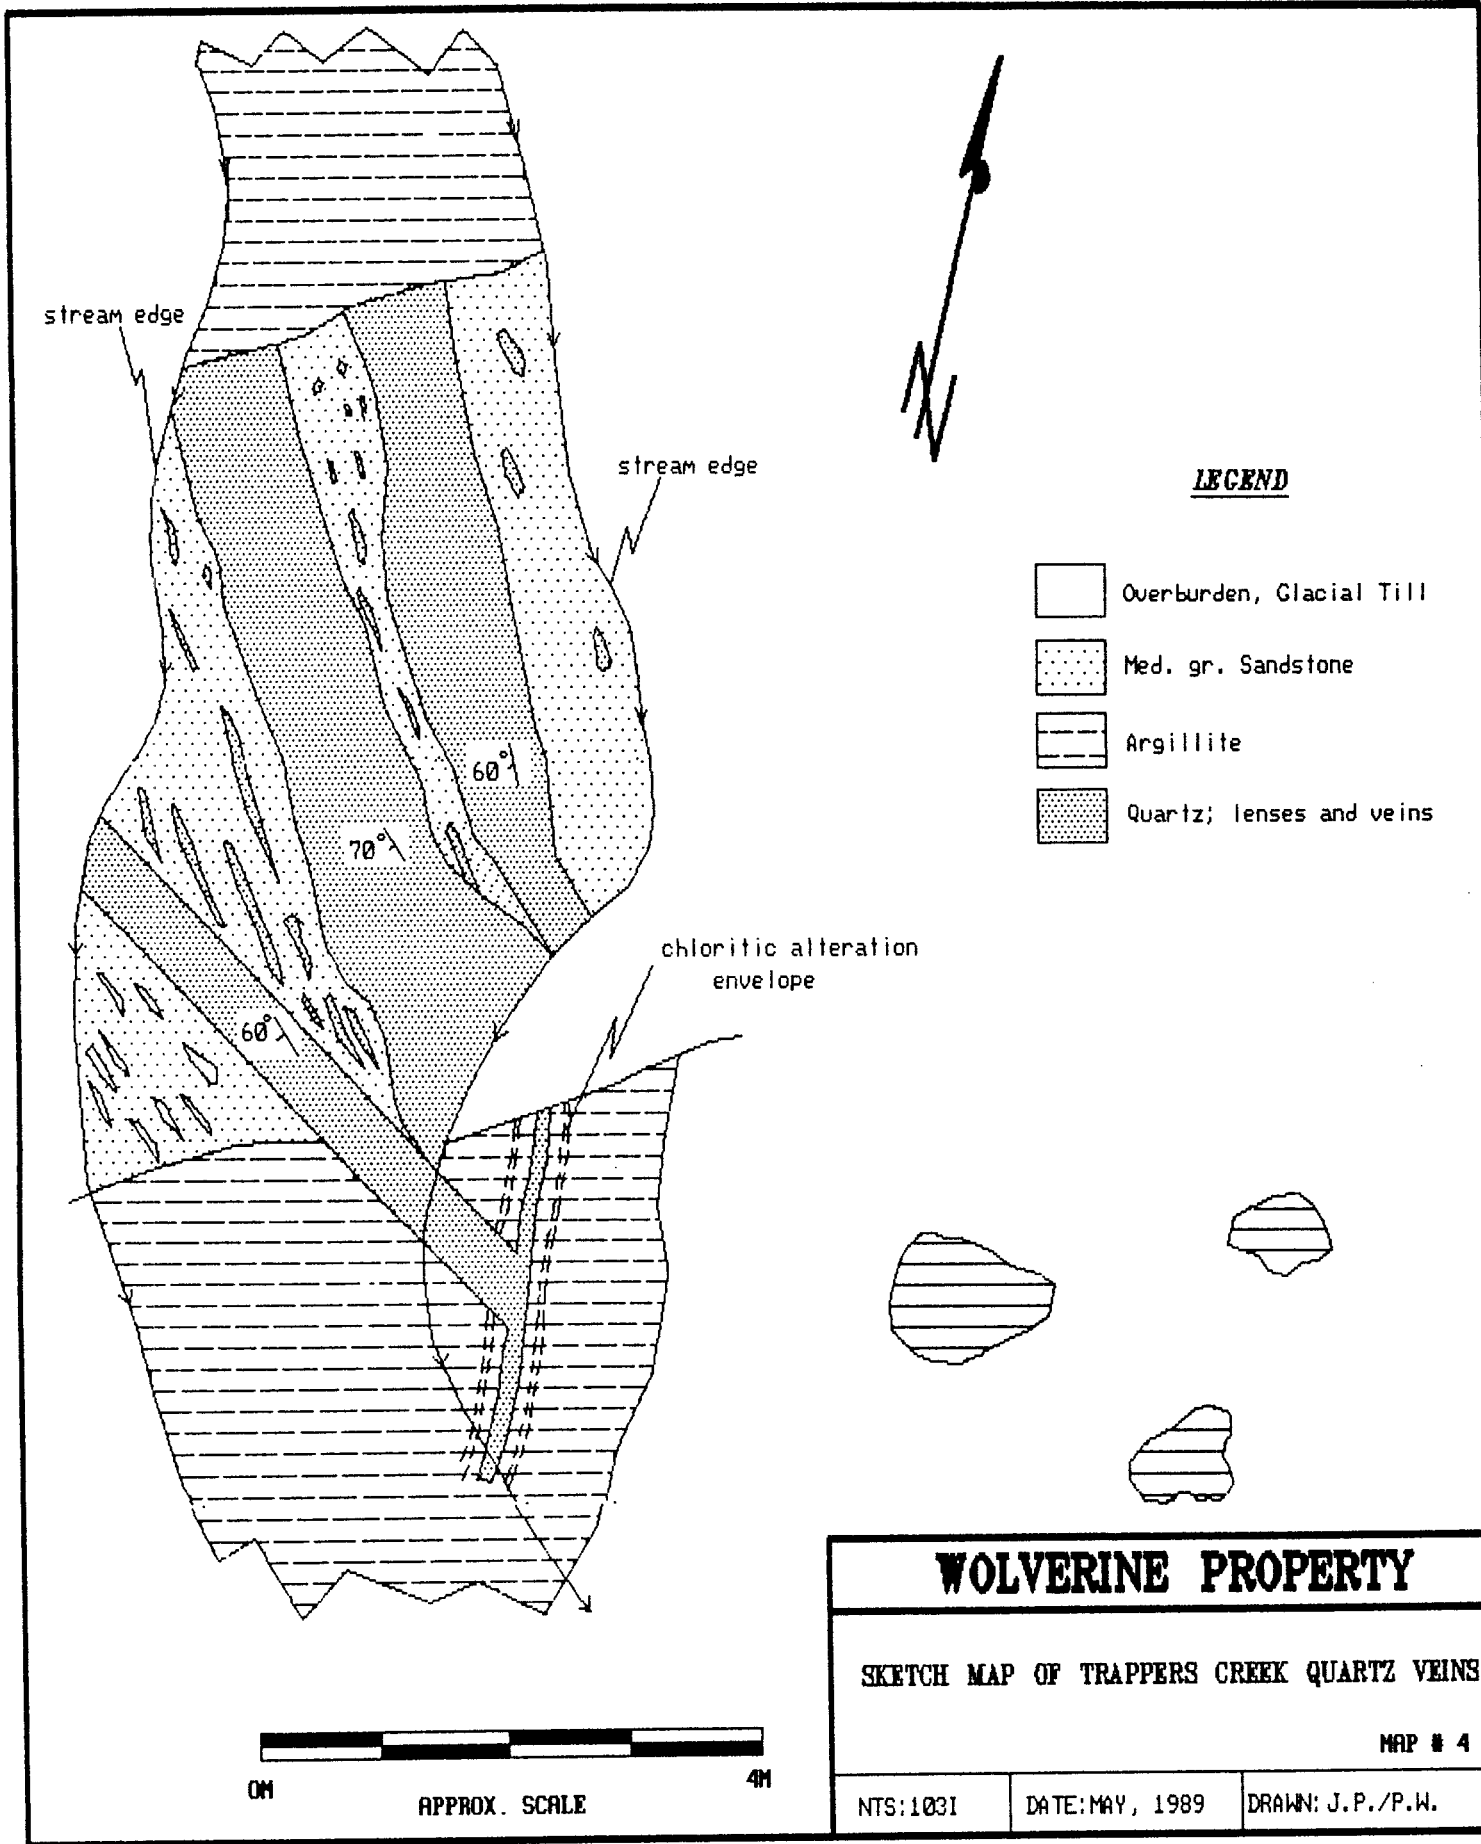 stream edge
stream edge
LEGEND
Overburden, Glacial Till
Med. gr. Sandstone
Argillite
Quartz; lenses and veins
60°
70°
chloritic alteration
envelope
60°
N
WOLVERINE PROPERTY
SKETCH MAP OF TRAPPERS CREEK QUARTZ VEINS
MAP # 4
0M
4M
APPROX. SCALE
NTS:103I
DATE:MAY, 1989
DRAWN: J.P./P.W.